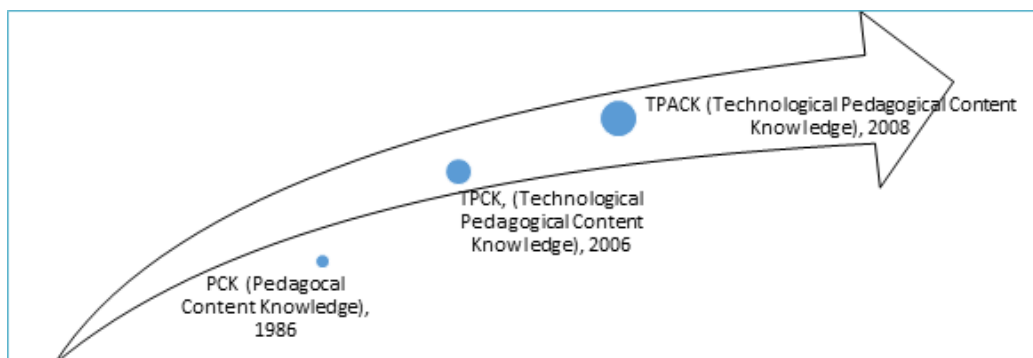 TPACK (Technological Pedagogical Content
Knowledge), 2008
TPCK, (Technological
Pedagogical Content
Knowledge), 2006
PCK (Pedagocal
Content Knowledge),
1986